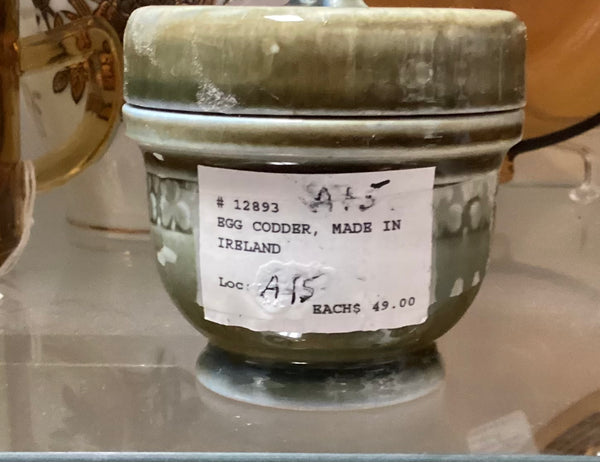 # 12893 A15
EGG CODDER, MADE IN
IRELAND
Loc: A15
EACH$ 49.00